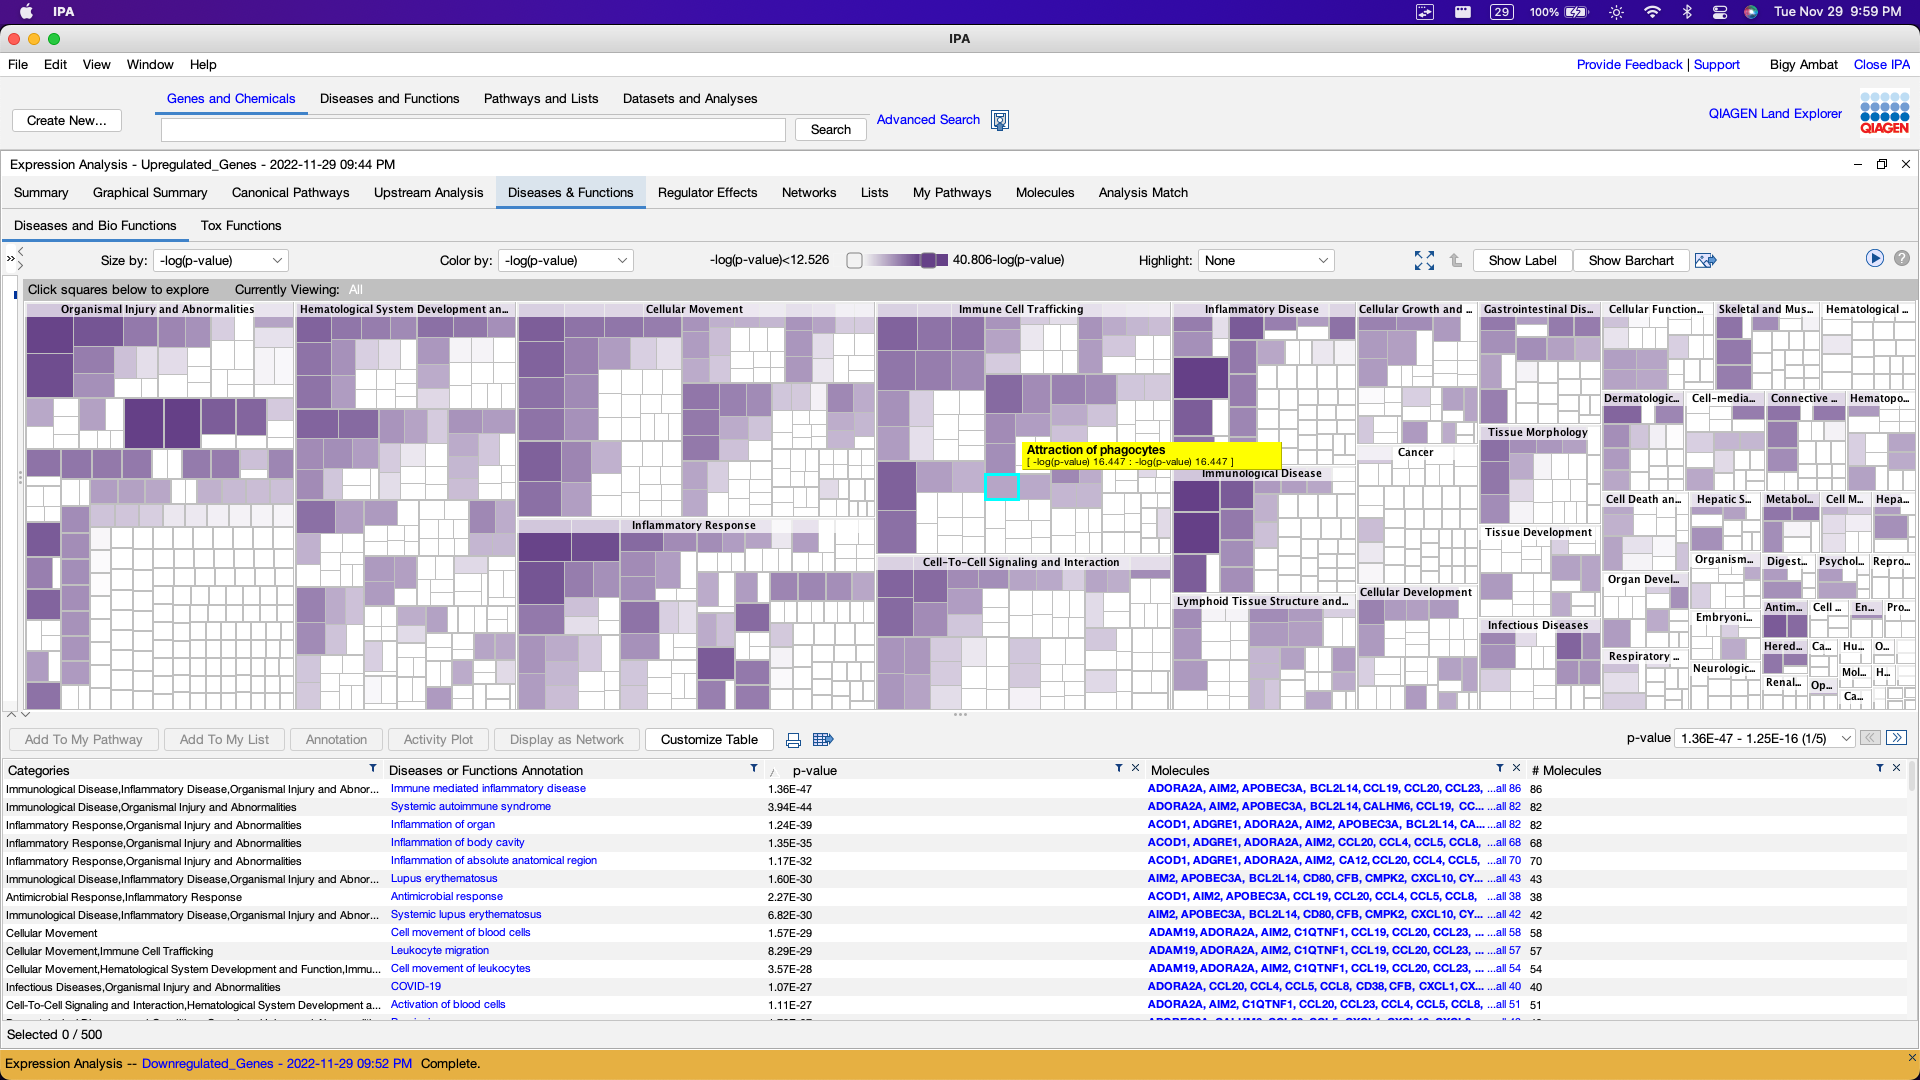 IPA
29
100%
Tue Nov 29 9:59 PM
IPA
File Edit View Window Help
Provide Feedback | Support Bigy Ambat Close IPA
Create New...
Genes and Chemicals Diseases and Functions Pathways and Lists Datasets and Analyses
Search
Advanced Search
QIAGEN Land Explorer
QIAGEN
Expression Analysis - Upregulated_Genes - 2022-11-29 09:44 PM
Summary Graphical Summary Canonical Pathways Upstream Analysis Diseases & Functions Regulator Effects Networks Lists My Pathways Molecules Analysis Match
Diseases and Bio Functions Tox Functions
Size by: -log(p-value) Color by: -log(p-value) -log(p-value)<12.526 40.806-log(p-value) Highlight: None Show Label Show Barchart
Click squares below to explore Currently Viewing: All
Organismal Injury and Abnormalities
Hematological System Development an...
Cellular Movement
Immune Cell Trafficking
Inflammatory Disease
Cellular Growth and ...
Gastrointestinal Dis...
Cellular Function...
Skeletal and Mus...
Hematological ...
Dermatologic...
Cell-media...
Connective ...
Hematopo...
Tissue Morphology
Attraction of phagocytes
[ -log(p-value) 16.447 : -log(p-value) 16.447 ]
Cancer
Immunological Disease
Cell Death an...
Hepatic S...
Metabol...
Cell M...
Hepa...
Inflammatory Response
Tissue Development
Cell-To-Cell Signaling and Interaction
Organism...
Digest...
Psychol...
Repro...
Organ Devel...
Cellular Development
Lymphoid Tissue Structure and...
Antim...
Cell ...
En...
Pro...
Embryoni...
Infectious Diseases
Hered...
Ca...
Hu...
O...
Respiratory ...
Neurologic...
Mol...
H...
Renal...
Op...
Ca...
Add To My Pathway Add To My List Annotation Activity Plot Display as Network Customize Table
p-value 1.36E-47 - 1.25E-16 (1/5)
Categories Diseases or Functions Annotation p-value Molecules # Molecules
Immunological Disease,Inflammatory Disease,Organismal Injury and Abnor... Immune mediated inflammatory disease 1.36E-47 ADORA2A, AIM2, APOBEC3A, BCL2L14, CCL19, CCL20, CCL23, ...all 86 86
Immunological Disease,Organismal Injury and Abnormalities Systemic autoimmune syndrome 3.94E-44 ADORA2A, AIM2, APOBEC3A, BCL2L14, CALHM6, CCL19, CC... ...all 82 82
Inflammatory Response,Organismal Injury and Abnormalities Inflammation of organ 1.24E-39 ACOD1, ADGRE1, ADORA2A, AIM2, APOBEC3A, BCL2L14, CA... ...all 82 82
Inflammatory Response,Organismal Injury and Abnormalities Inflammation of body cavity 1.35E-35 ACOD1, ADGRE1, ADORA2A, AIM2, CCL20, CCL4, CCL5, CCL8, ...all 68 68
Inflammatory Response,Organismal Injury and Abnormalities Inflammation of absolute anatomical region 1.17E-32 ACOD1, ADGRE1, ADORA2A, AIM2, CA12, CCL20, CCL4, CCL5, ...all 70 70
Immunological Disease,Inflammatory Disease,Organismal Injury and Abnor... Lupus erythematosus 1.60E-30 AIM2, APOBEC3A, BCL2L14, CD80, CFB, CMPK2, CXCL10, CY... ...all 43 43
Antimicrobial Response,Inflammatory Response Antimicrobial response 2.27E-30 ACOD1, AIM2, APOBEC3A, CCL19, CCL20, CCL4, CCL5, CCL8, ...all 38 38
Immunological Disease,Inflammatory Disease,Organismal Injury and Abnor... Systemic lupus erythematosus 6.82E-30 AIM2, APOBEC3A, BCL2L14, CD80, CFB, CMPK2, CXCL10, CY... ...all 42 42
Cellular Movement Cell movement of blood cells 1.57E-29 ADAM19, ADORA2A, AIM2, C1QTNF1, CCL19, CCL20, CCL23, ... ...all 58 58
Cellular Movement,Immune Cell Trafficking Leukocyte migration 8.29E-29 ADAM19, ADORA2A, AIM2, C1QTNF1, CCL19, CCL20, CCL23, ... ...all 57 57
Cellular Movement,Hematological System Development and Function,Immu... Cell movement of leukocytes 3.57E-28 ADAM19, ADORA2A, AIM2, C1QTNF1, CCL19, CCL20, CCL23, ... ...all 54 54
Infectious Diseases,Organismal Injury and Abnormalities COVID-19 1.07E-27 ADORA2A, CCL20, CCL4, CCL5, CCL8, CD38, CFB, CXCL1, CX... ...all 40 40
Cell-To-Cell Signaling and Interaction,Hematological System Development a... Activation of blood cells 1.11E-27 ADORA2A, AIM2, C1QTNF1, CCL20, CCL23, CCL4, CCL5, CCL8, ...all 51 51
Selected 0 / 500
Expression Analysis -- Downregulated_Genes - 2022-11-29 09:52 PM Complete.